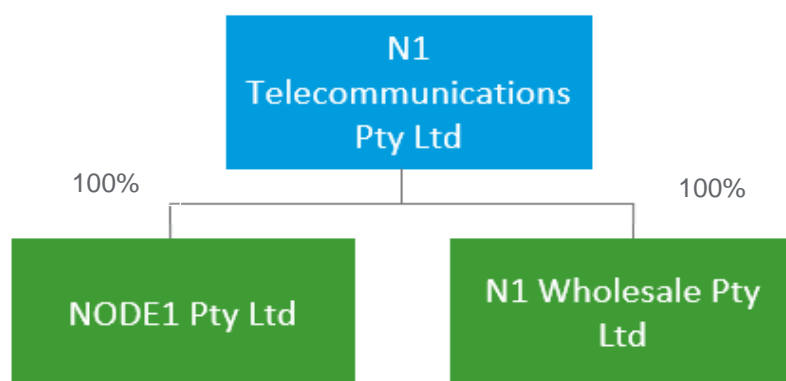 N1
Telecommunications
Pty Ltd
100%
100%
NODE1 Pty Ltd
N1 Wholesale Pty
Ltd